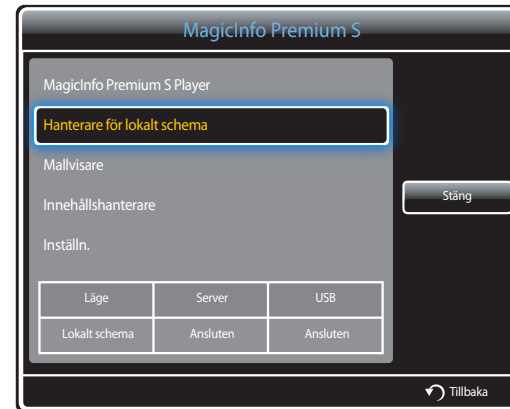 MagicInfo Premium S
MagicInfo Premium S Player
Hanterare för lokalt schema
Mallvisare
Innehållshanterare
Inställn.
Stäng
Läge Server USB
Lokalt schema Ansluten Ansluten
Tillbaka